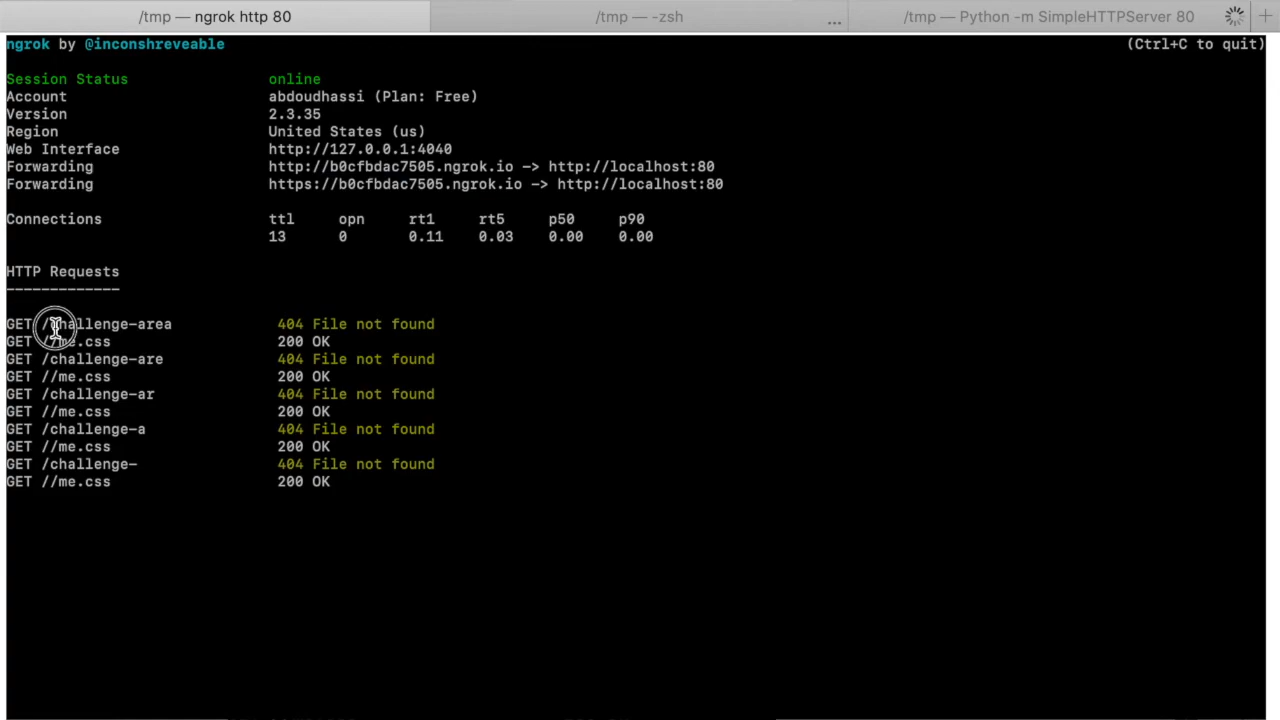 /tmp — ngrok http 80
/tmp — -zsh
...
/tmp — Python -m SimpleHTTPServer 80
ngrok by @inconshreveable (Ctrl+C to quit)
Session Status online
Account abdoudhassi (Plan: Free)
Version 2.3.35
Region United States (us)
Web Interface http://127.0.0.1:4040
Forwarding http://b0cfbdac7505.ngrok.io -> http://localhost:80
Forwarding https://b0cfbdac7505.ngrok.io -> http://localhost:80
Connections ttl opn rt1 rt5 p50 p90
13 0 0.11 0.03 0.00 0.00
HTTP Requests
-------------
GET /challenge-area 404 File not found
GET //me.css 200 OK
GET /challenge-are 404 File not found
GET //me.css 200 OK
GET /challenge-ar 404 File not found
GET //me.css 200 OK
GET /challenge-a 404 File not found
GET //me.css 200 OK
GET /challenge- 404 File not found
GET //me.css 200 OK